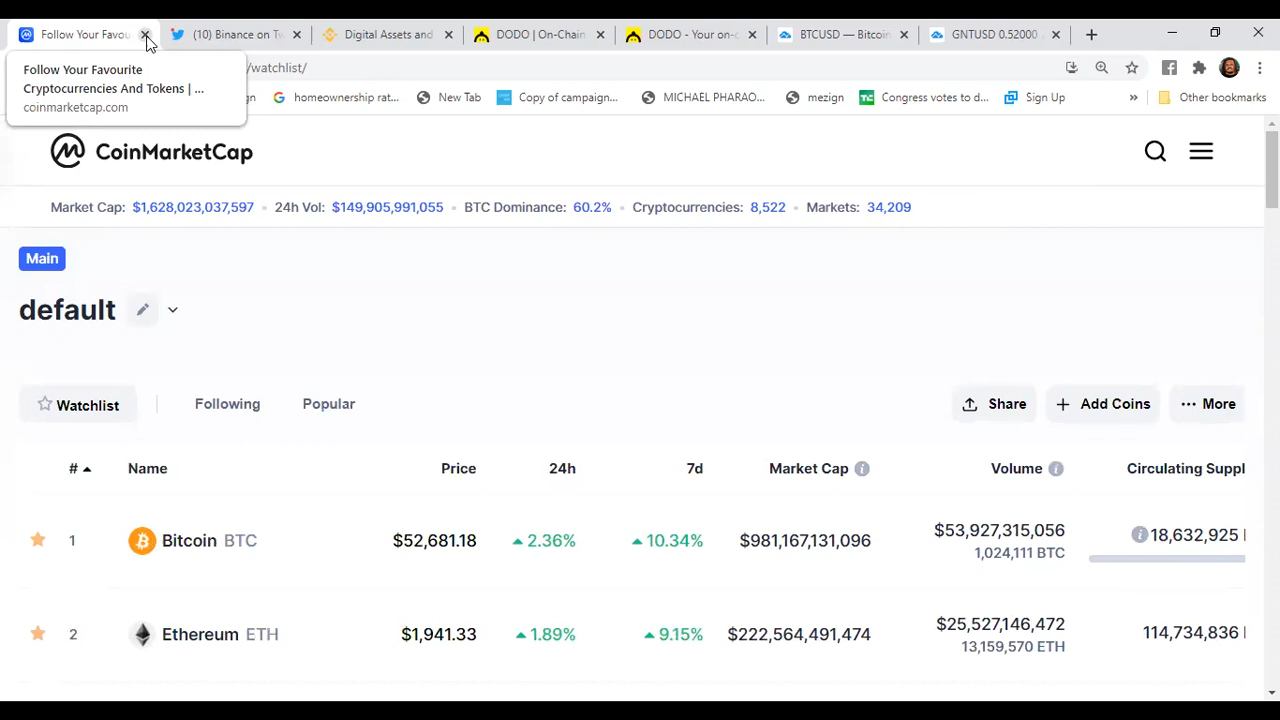 Follow Your Favou
(10) Binance on Tw
Digital Assets and
DODO | On-Chain
DODO - Your on-c
BTCUSD — Bitcoin
GNTUSD 0.52000
Follow Your Favourite
Cryptocurrencies And Tokens | ...
coinmarketcap.com
/watchlist/
gn
homeownership rat...
New Tab
Copy of campaign...
MICHAEL PHARAO...
mezign
Congress votes to d...
Sign Up
»
Other bookmarks
CoinMarketCap
Market Cap: $1,628,023,037,597 • 24h Vol: $149,905,991,055 • BTC Dominance: 60.2% • Cryptocurrencies: 8,522 • Markets: 34,209
Main
default
Watchlist
Following
Popular
Share
Add Coins
More
# Name Price 24h 7d Market Cap Volume Circulating Suppl
1 Bitcoin BTC $52,681.18 2.36% 10.34% $981,167,131,096 $53,927,315,056 18,632,925
1,024,111 BTC
2 Ethereum ETH $1,941.33 1.89% 9.15% $222,564,491,474 $25,527,146,472 114,734,836
13,159,570 ETH